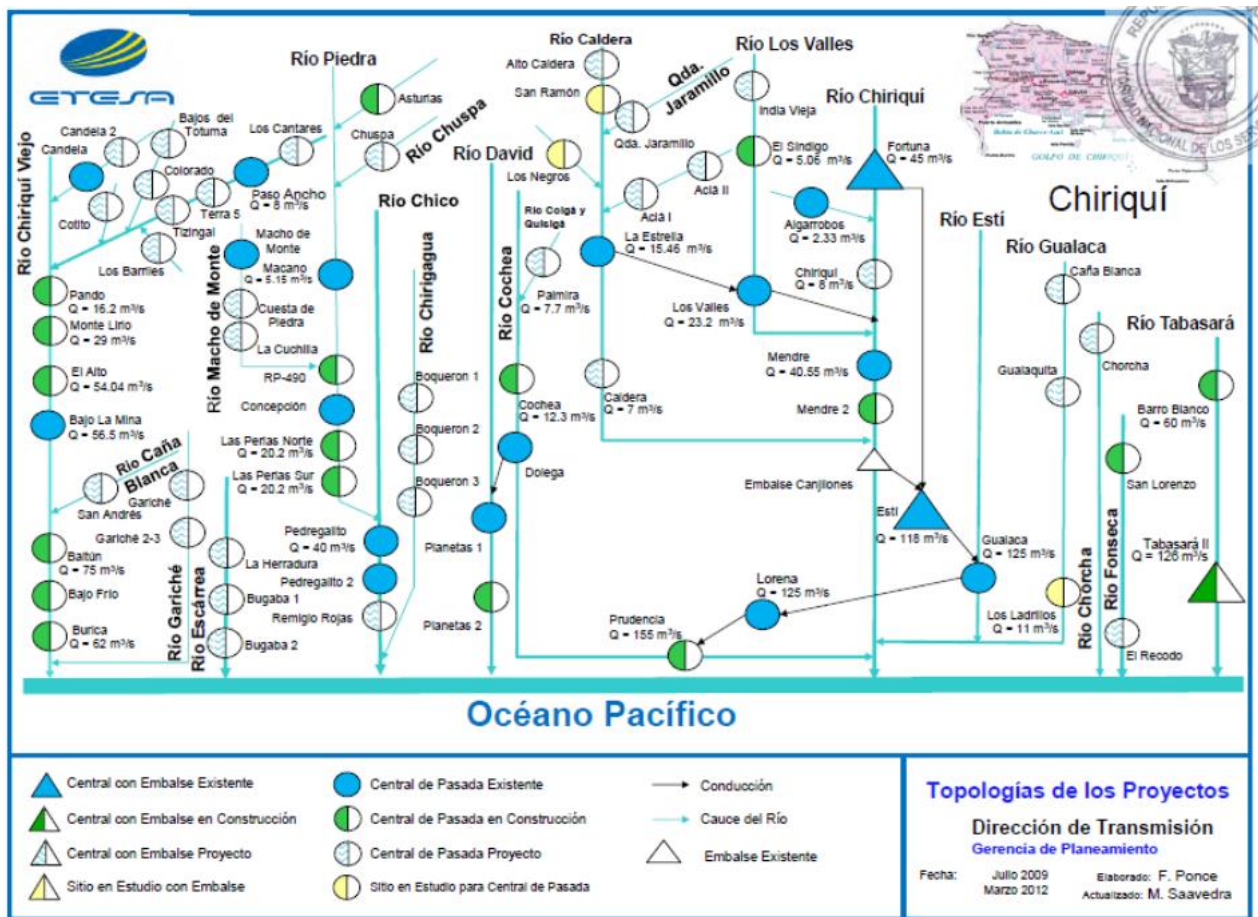 ETESA
Río Piedra
Río Caldera
Río Los Valles
Alto Caldera
Qda. Jaramillo
San Ramón
Asturias
India Vieja
Río Chiriquí
Bajos del Totuma
Candela 2
Los Cantares
Chuspa
Río Chuspa
Qda. Jaramillo
El Síndigo
Q = 5.06 m³/s
Fortuna
Q = 45 m³/s
GOLFO DE CHIRIQUÍ
AUTORIDAD NACIONAL DE LOS SE
Candela
Río David
Los Negros
Chiriquí
Río Chiriquí Viejo
Colorado
Paso Ancho
Q = 8 m³/s
Río Chico
Aclá II
Aclá I
Algarrobos
Q = 2.33 m³/s
Río Estí
Cotito
Terra 5
Tizingal
Río Colgá y Quisigá
La Estrella
Q = 15.46 m³/s
Río Gualaca
Los Barriles
Macho de Monte
Macano
Q = 5.15 m³/s
Chiriquí
Q = 8 m³/s
Caña Blanca
Pando
Q = 16.2 m³/s
Río Macho de Monte
Cuesta de Piedra
Río Chirigagua
Río Cochea
Palmira
Q = 7.7 m³/s
Los Valles
Q = 23.2 m³/s
Río Tabasará
Monte Lirio
Q = 29 m³/s
La Cuchilla
RP-490
Mendre
Q = 40.55 m³/s
Gualaquita
Chorcha
El Alto
Q = 54.04 m³/s
Boqueron 1
Cochea
Q = 12.3 m³/s
Caldera
Q = 7 m³/s
Mendre 2
Barro Blanco
Q = 60 m³/s
Bajo La Mina
Q = 56.5 m³/s
Concepción
Boqueron 2
Río Caña Blanca
Las Perlas Norte
Q = 20.2 m³/s
Dolega
Embalse Canjilones
San Lorenzo
Gariché
Las Perlas Sur
Q = 20.2 m³/s
Boqueron 3
San Andrés
Gariché 2-3
Estí
Q = 118 m³/s
Río Fonseca
Baitún
Q = 75 m³/s
La Herradura
Pedregalito
Q = 40 m³/s
Planetas 1
Gualaca
Q = 125 m³/s
Tabasará II
Q = 126 m³/s
Bajo Frío
Río Gariché
Río Escárrea
Bugaba 1
Pedregalito 2
Lorena
Q = 125 m³/s
Río Chorcha
Burica
Q = 62 m³/s
Bugaba 2
Remigio Rojas
Planetas 2
Prudencia
Q = 155 m³/s
Los Ladrillos
Q = 11 m³/s
El Recodo
Océano Pacífico
Central con Embalse Existente
Central de Pasada Existente
Conducción
Central con Embalse en Construcción
Central de Pasada en Construcción
Cauce del Río
Central con Embalse Proyecto
Central de Pasada Proyecto
Embalse Existente
Sitio en Estudio con Embalse
Sitio en Estudio para Central de Pasada
Topologías de los Proyectos
Dirección de Transmisión
Gerencia de Planeamiento
Fecha: Julio 2009 Elaborado: F. Ponce
Marzo 2012 Actualizado: M. Saavedra